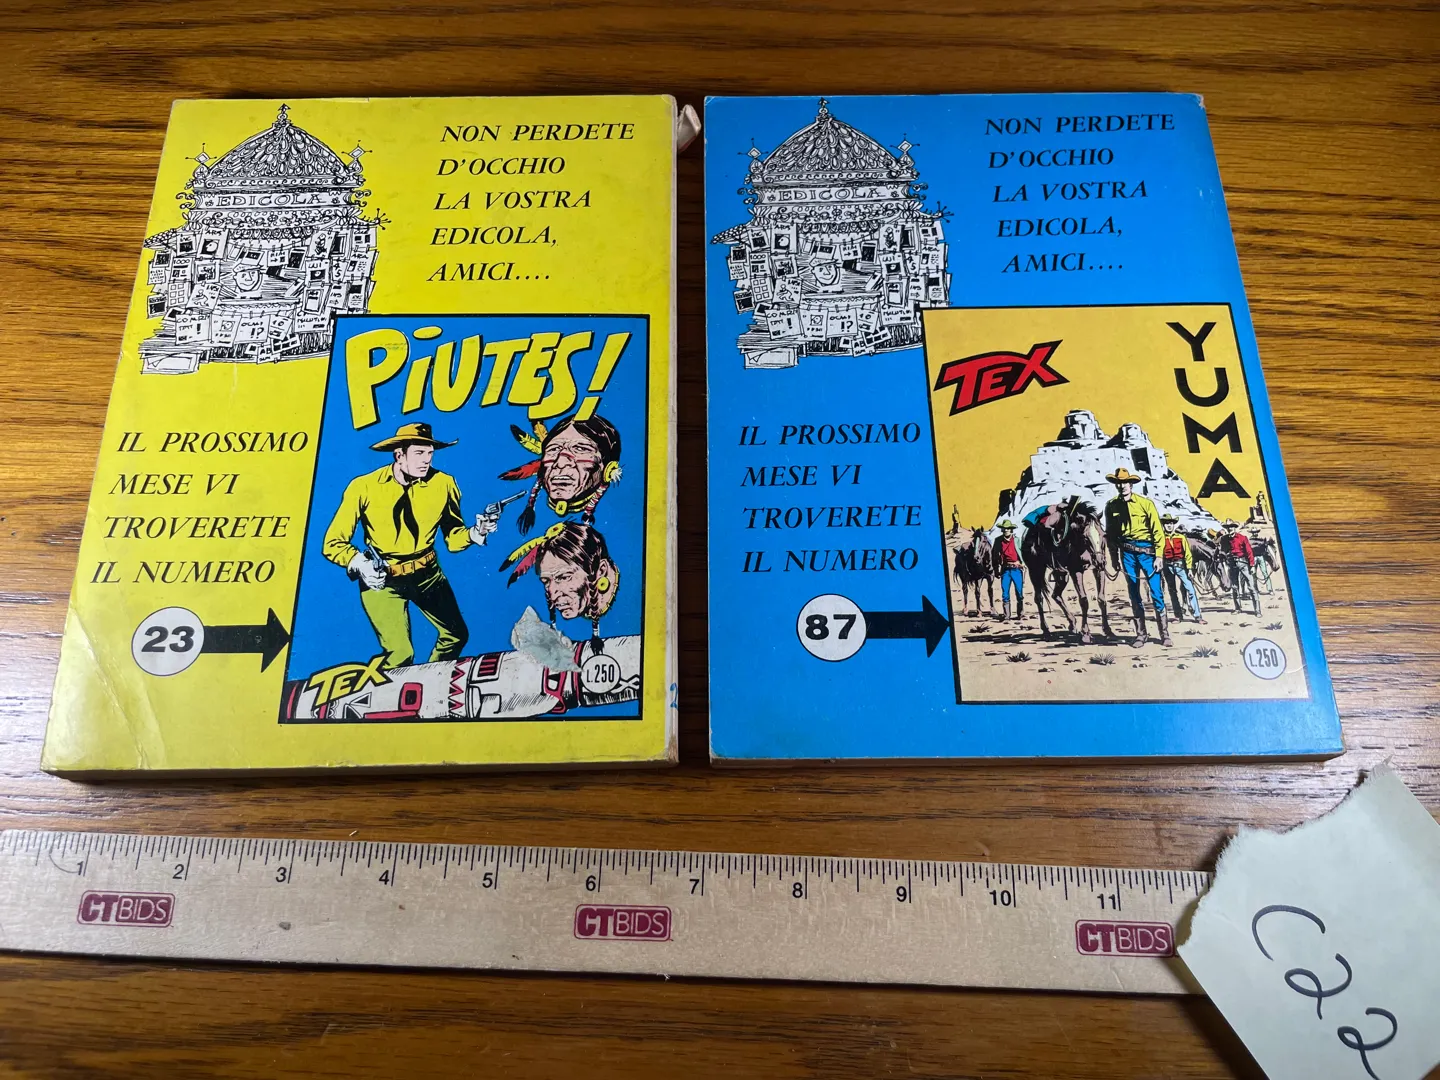 EDICOLA
NON PERDETE
D'OCCHIO
LA VOSTRA
EDICOLA,
AMICI....
PIUTES!
IL PROSSIMO
MESE VI
TROVERETE
IL NUMERO
23
TEX
L.250
EDICOLA
NON PERDETE
D'OCCHIO
LA VOSTRA
EDICOLA,
AMICI....
TEX
YUMA
IL PROSSIMO
MESE VI
TROVERETE
IL NUMERO
87
L.250
1 2 3 4 5 6 7 8 9 10 11
CTBIDS CTBIDS CTBIDS
C22